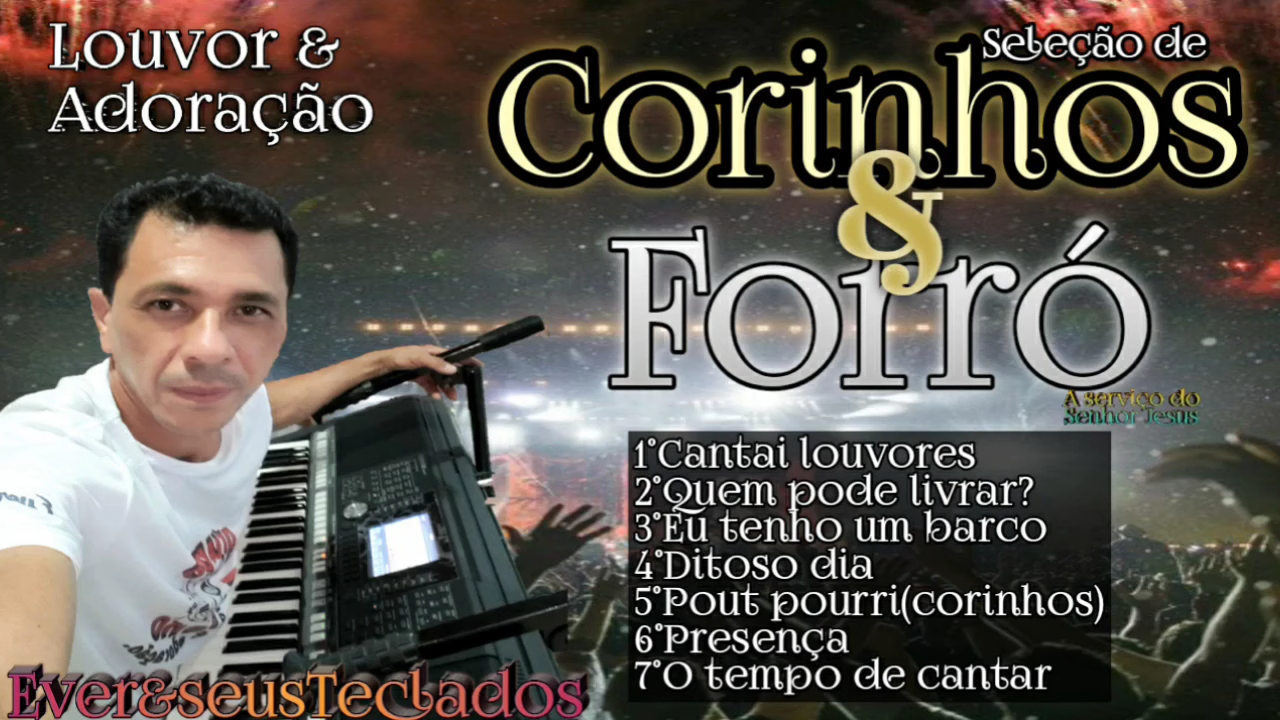 Louvor &
Adoração
Seleção de
Corinhos
&
Forró
A serviço do
Senhor Jesus
1°Cantai louvores
2°Quem pode livrar?
3°Eu tenho um barco
4°Ditoso dia
5°Pout pourri(corinhos)
6°Presença
7°O tempo de cantar
Ever&seusTeclados